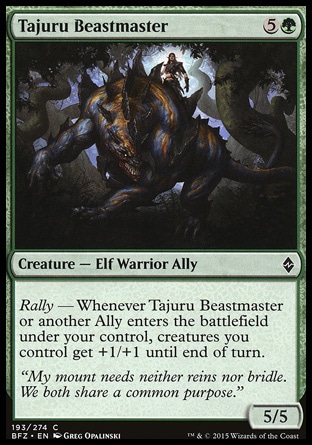 Tajuru Beastmaster 5
Creature — Elf Warrior Ally
Rally — Whenever Tajuru Beastmaster
or another Ally enters the battlefield
under your control, creatures you
control get +1/+1 until end of turn.
“My mount needs neither reins nor bridle.
We both share a common purpose.”
193/274 C
BFZ • EN Greg Opalinski
™ & © 2015 Wizards of the Coast
5/5